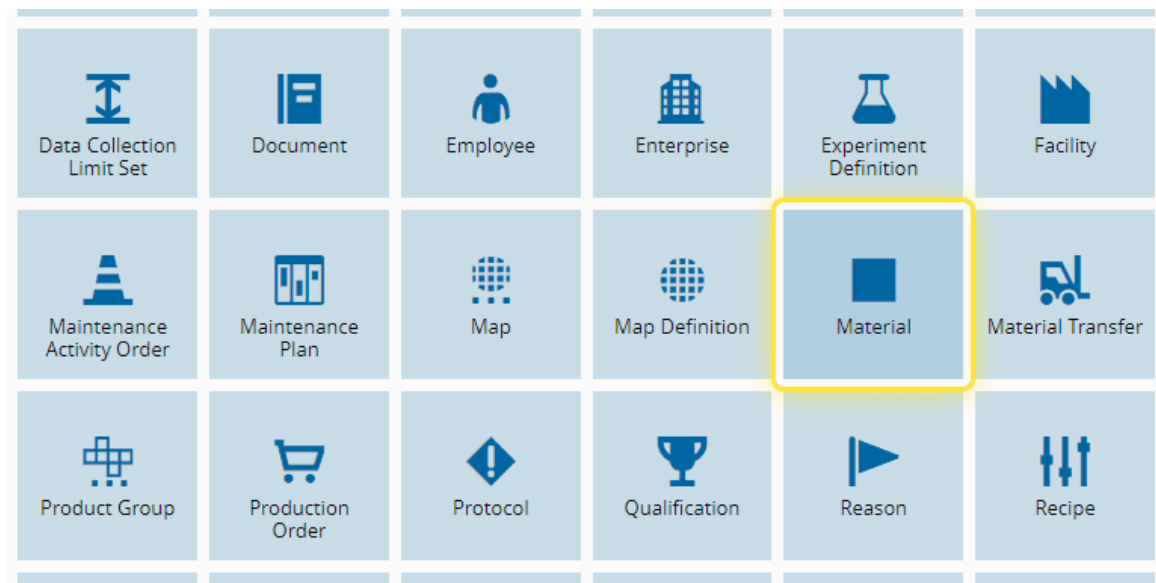 Data Collection
Limit Set
Document
Employee
Enterprise
Experiment
Definition
Facility
Maintenance
Activity Order
Maintenance
Plan
Map
Map Definition
Material
Material Transfer
Product Group
Production
Order
Protocol
Qualification
Reason
Recipe